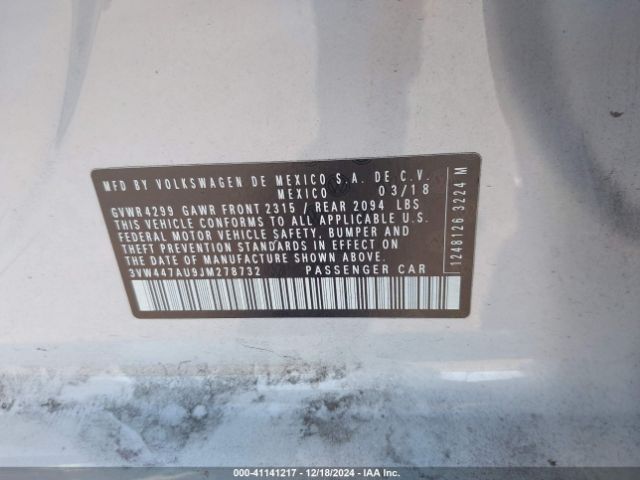 MFD BY VOLKSWAGEN DE MEXICO S.A. DE C.V.
MEXICO 03/18
GVWR 4299 GAWR FRONT 2315 / REAR 2094 LBS
THIS VEHICLE CONFORMS TO ALL APPLICABLE U.S.
FEDERAL MOTOR VEHICLE SAFETY, BUMPER AND
THEFT PREVENTION STANDARDS IN EFFECT ON
THE DATE OF MANUFACTURE SHOWN ABOVE.
3VW447AU9JM278732 PASSENGER CAR
1248126 3224 M
000-41141217 - 12/18/2024 - IAA Inc.